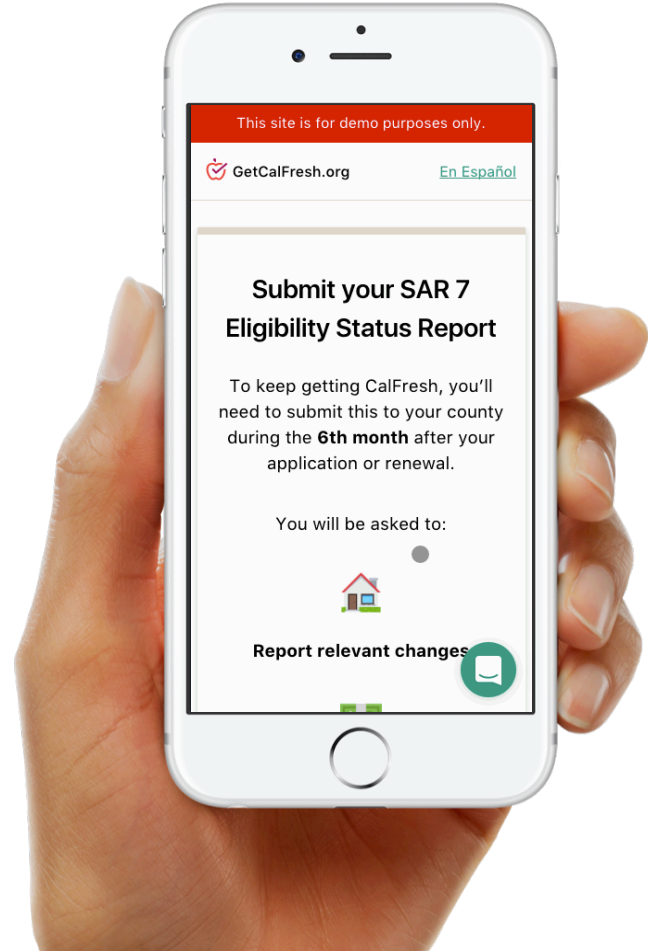 This site is for demo purposes only.
GetCalFresh.org
En Español
Submit your SAR 7
Eligibility Status Report
To keep getting CalFresh, you’ll
need to submit this to your county
during the 6th month after your
application or renewal.
You will be asked to:
Report relevant changes